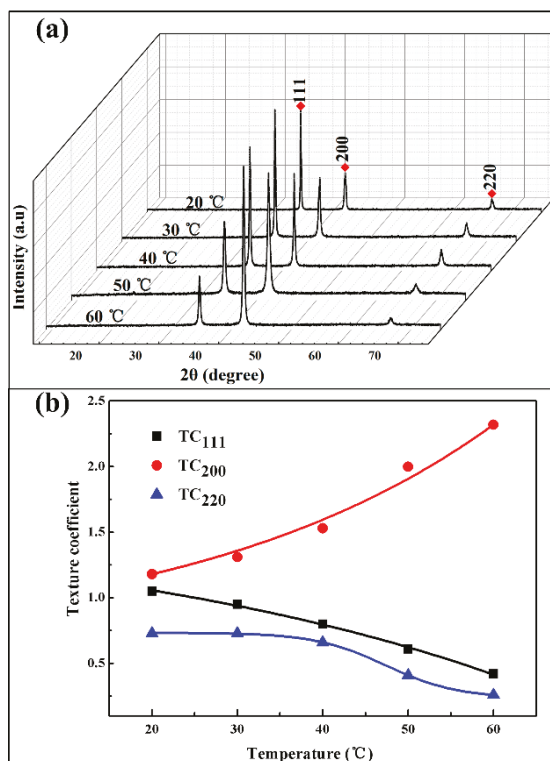 (a)
111
200
220
20 ℃
30 ℃
40 ℃
50 ℃
60 ℃
Intensity (a.u)
20 30 40 50 60 70
2θ (degree)
(b)
2.5
2.0
1.5
1.0
0.5
TC111
TC200
TC220
Texture coefficient
20 30 40 50 60
Temperature (℃)